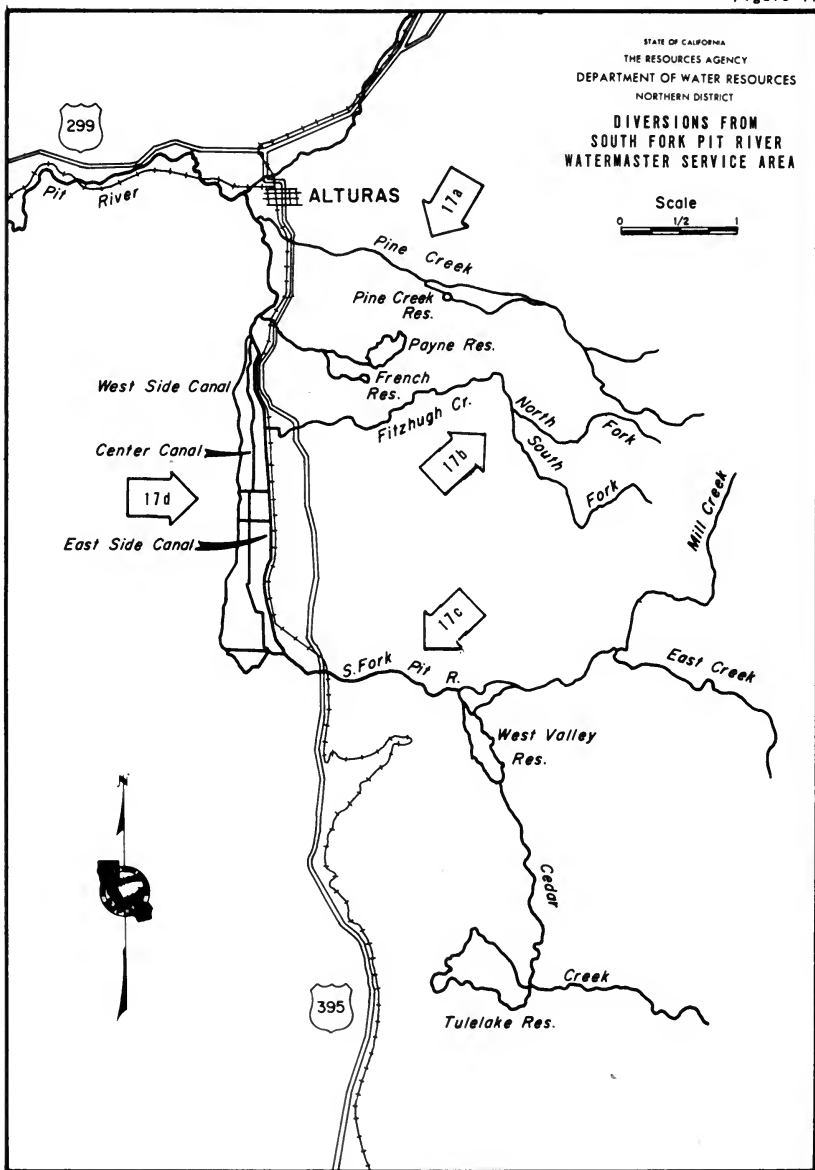 STATE OF CALIFORNIA
THE RESOURCES AGENCY
DEPARTMENT OF WATER RESOURCES
NORTHERN DISTRICT
DIVERSIONS FROM
SOUTH FORK PIT RIVER
WATERMASTER SERVICE AREA
Scale
0 1/2 1
299
Pit River
ALTURAS
17a
Pine Creek
Pine Creek
Res.
Payne Res.
French
Res.
West Side Canal
Fitzhugh Cr.
North Fork
South Fork
Center Canal
17b
17d
Mill Creek
East Side Canal
17c
S. Fork Pit R.
East Creek
West Valley
Res.
N
Cedar Creek
395
Tulelake Res.